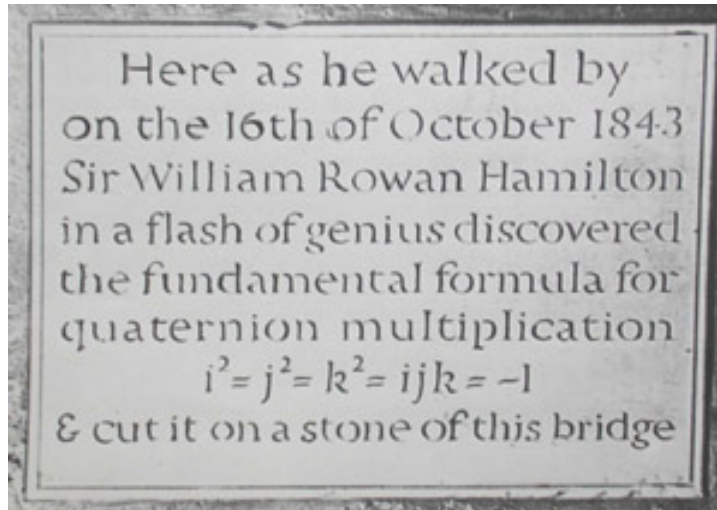 Here as he walked by
on the 16th of October 1843
Sir William Rowan Hamilton
in a flash of genius discovered
the fundamental formula for
quaternion multiplication
i² = j² = k² = ijk = −1
& cut it on a stone of this bridge